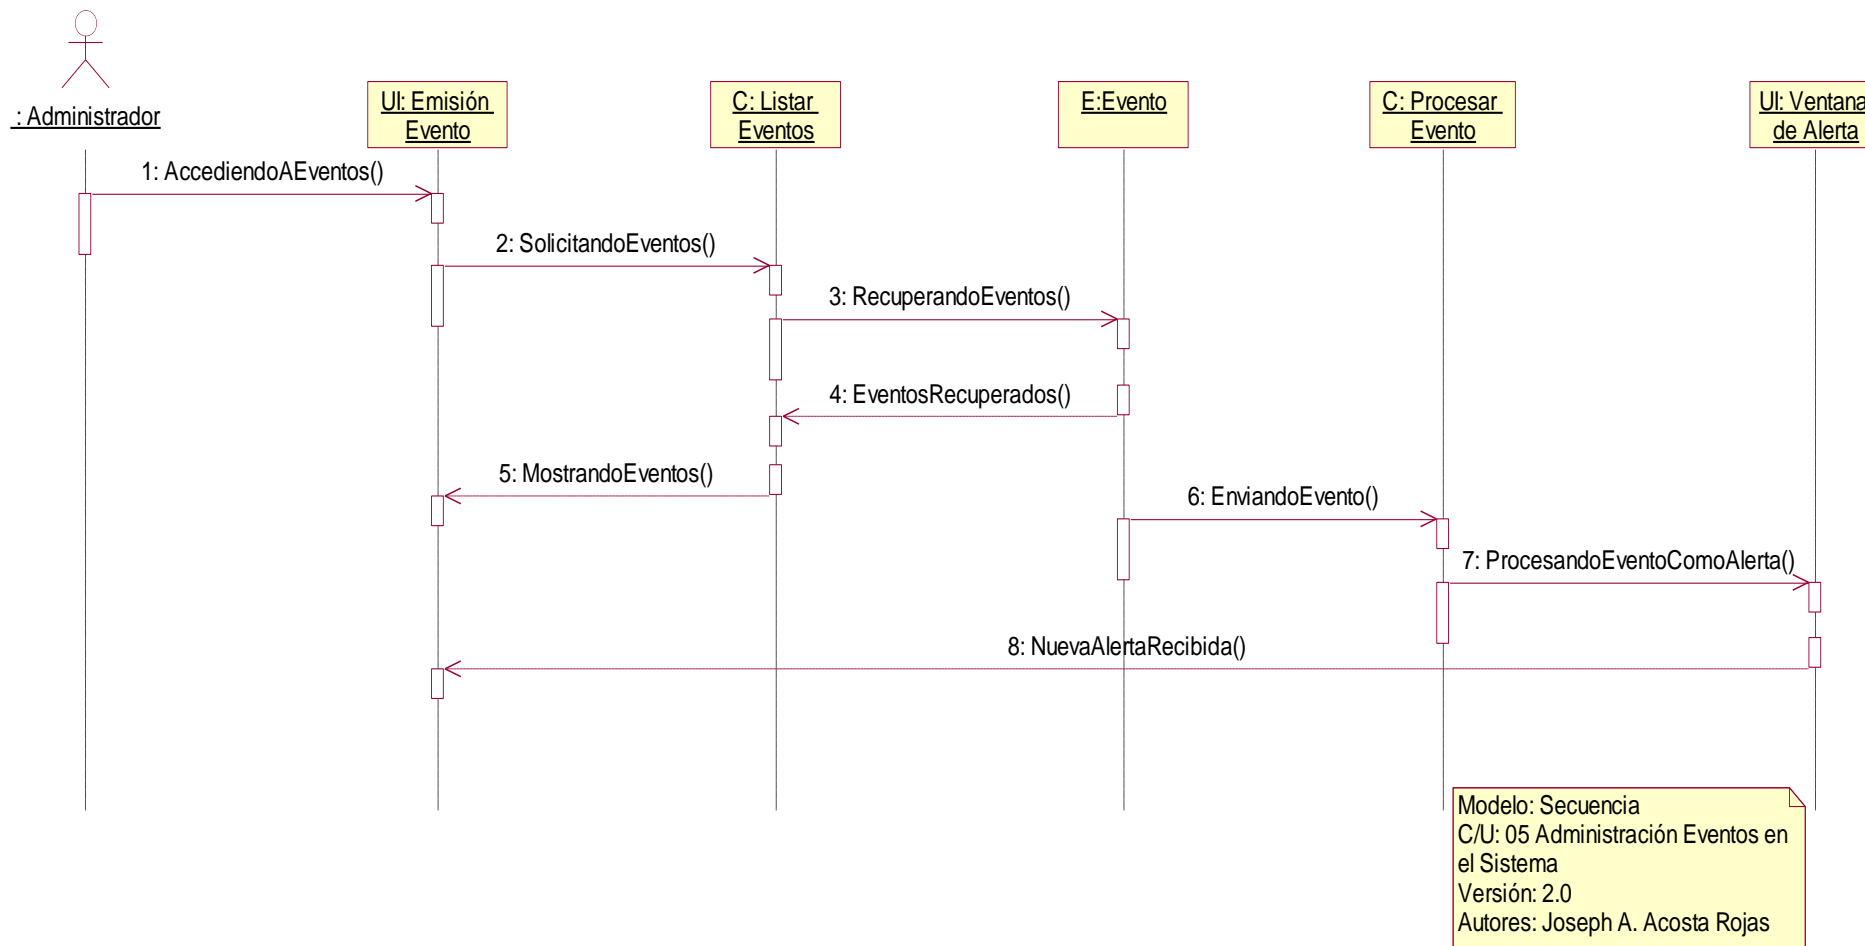 : Administrador
UI: Emisión
Evento
C: Listar
Eventos
E:Evento
C: Procesar
Evento
UI: Ventana
de Alerta
1: AccediendoAEventos()
2: SolicitandoEventos()
3: RecuperandoEventos()
4: EventosRecuperados()
5: MostrandoEventos()
6: EnviandoEvento()
7: ProcesandoEventoComoAlerta()
8: NuevaAlertaRecibida()
Modelo: Secuencia
C/U: 05 Administración Eventos en
el Sistema
Versión: 2.0
Autores: Joseph A. Acosta Rojas